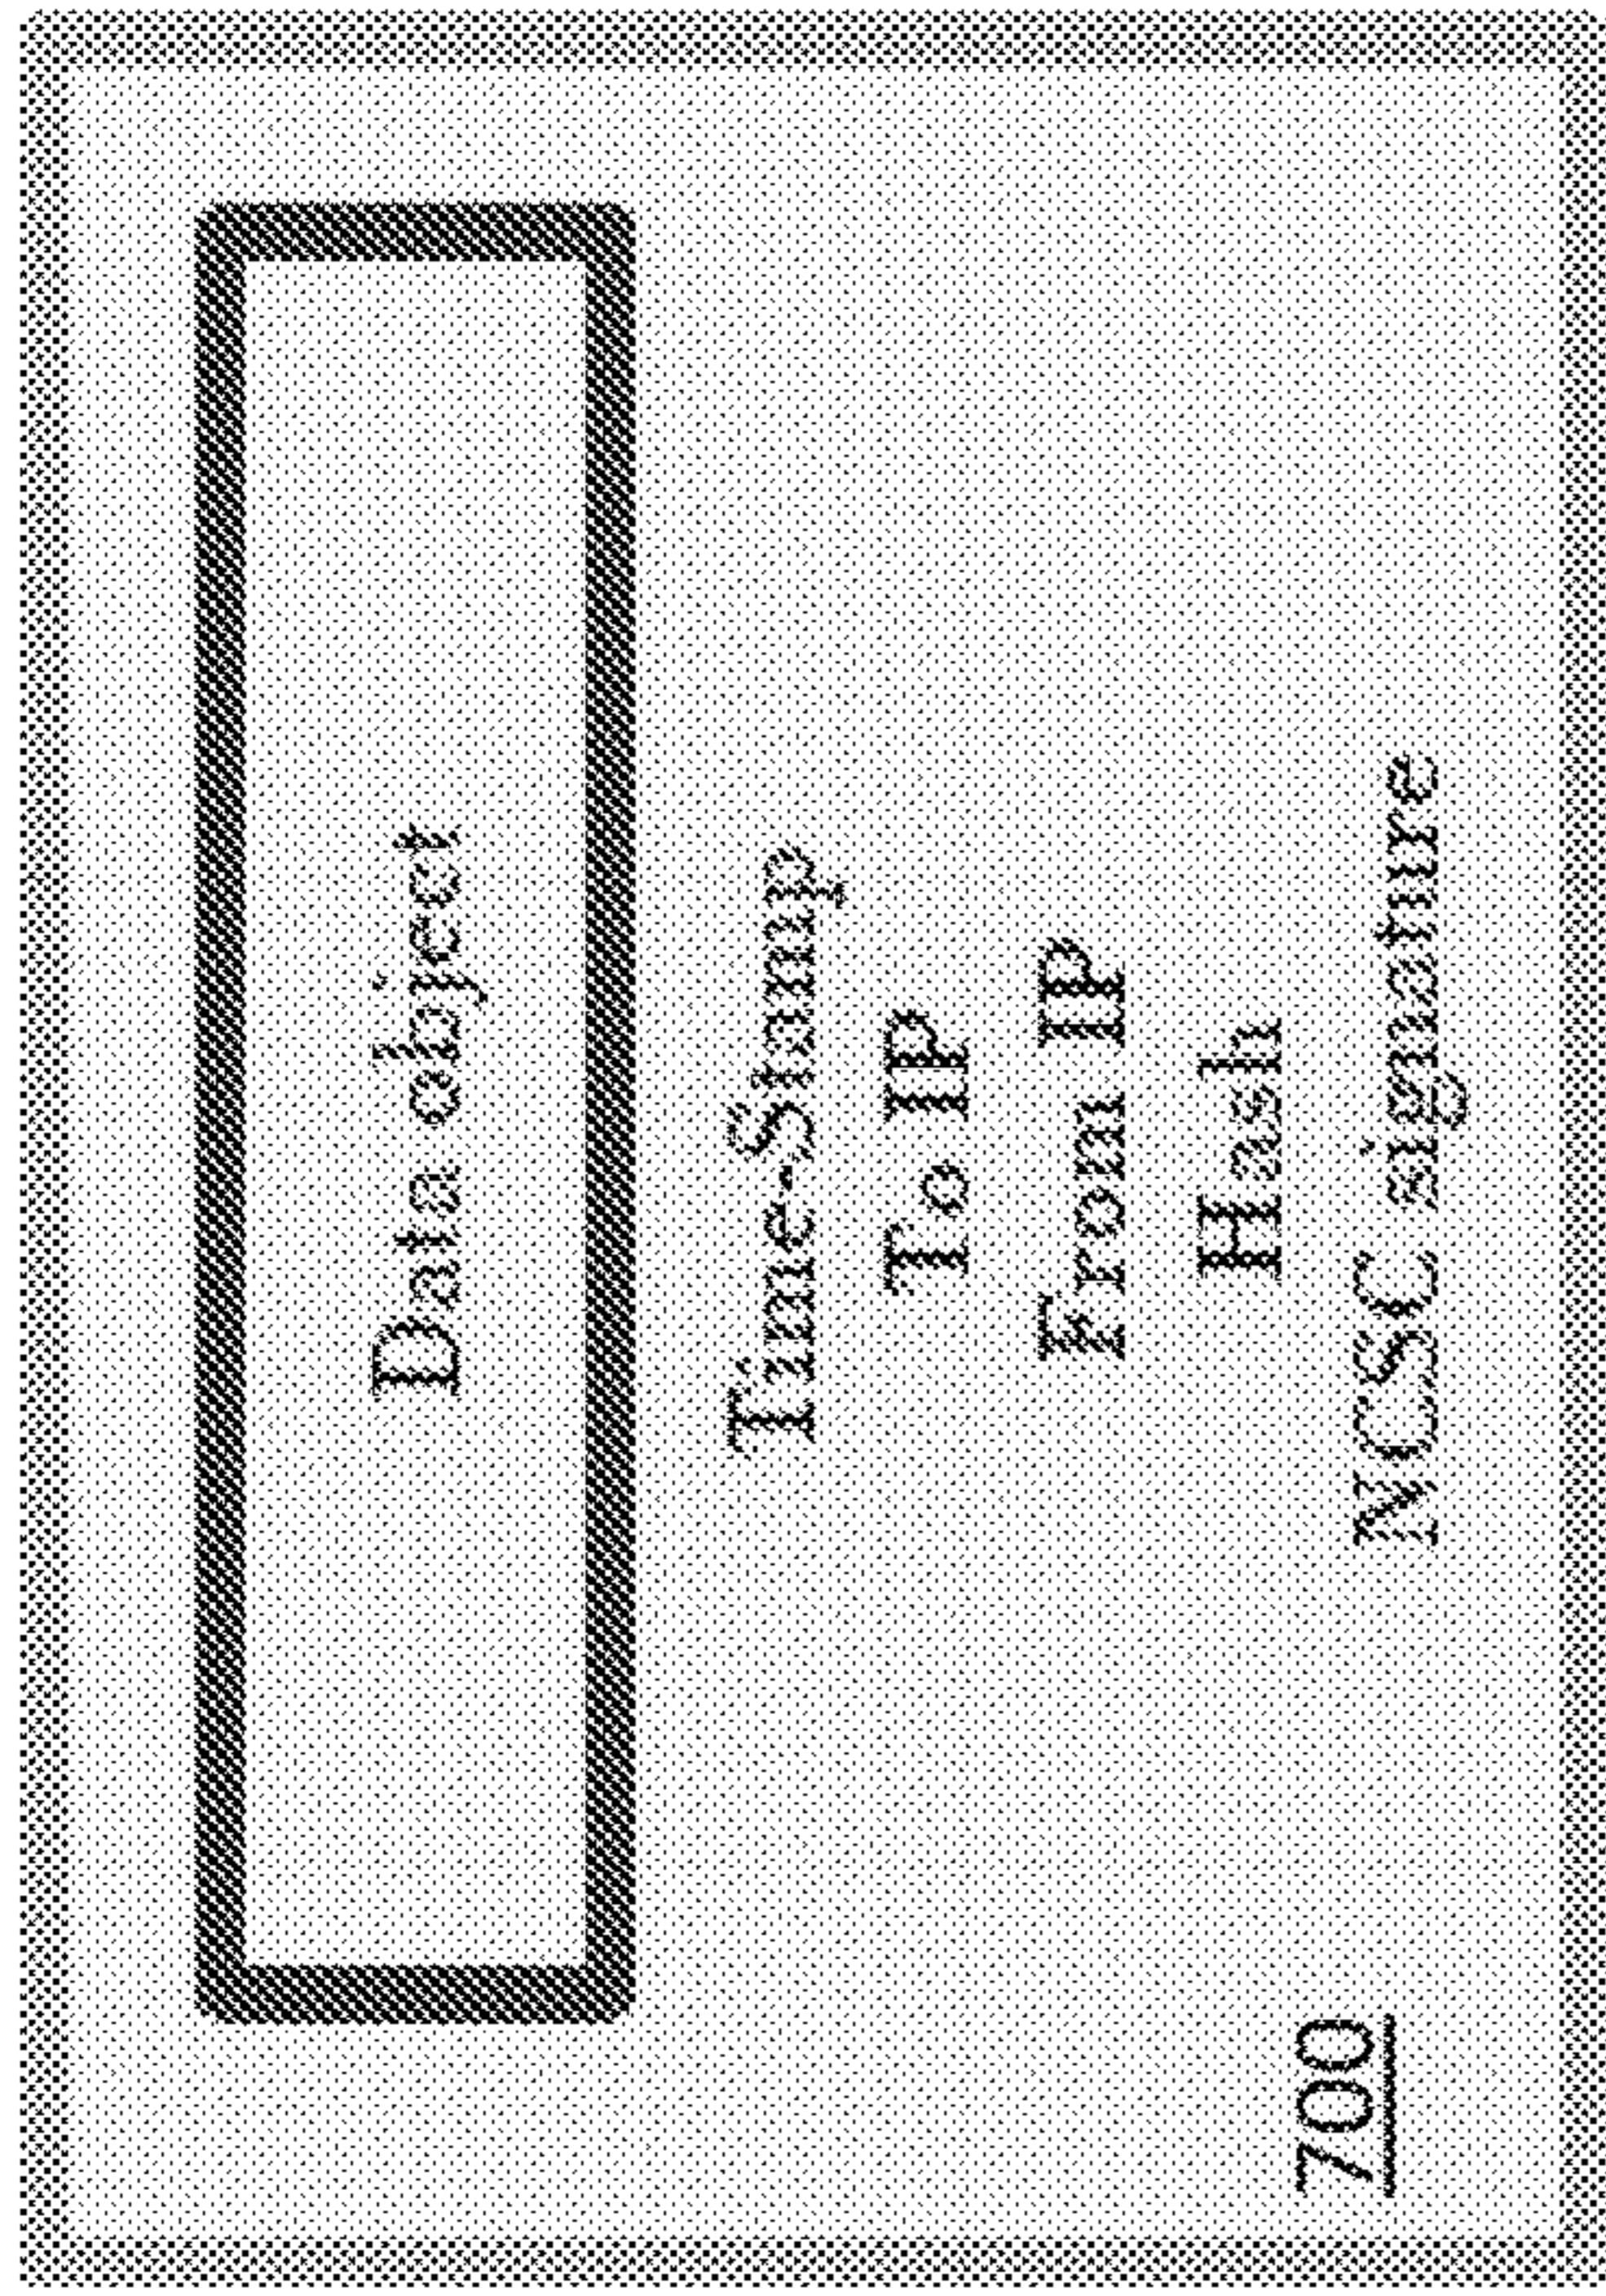 Data object
Time-Stamp
To IP
From IP
Hash
NCSC signature
700